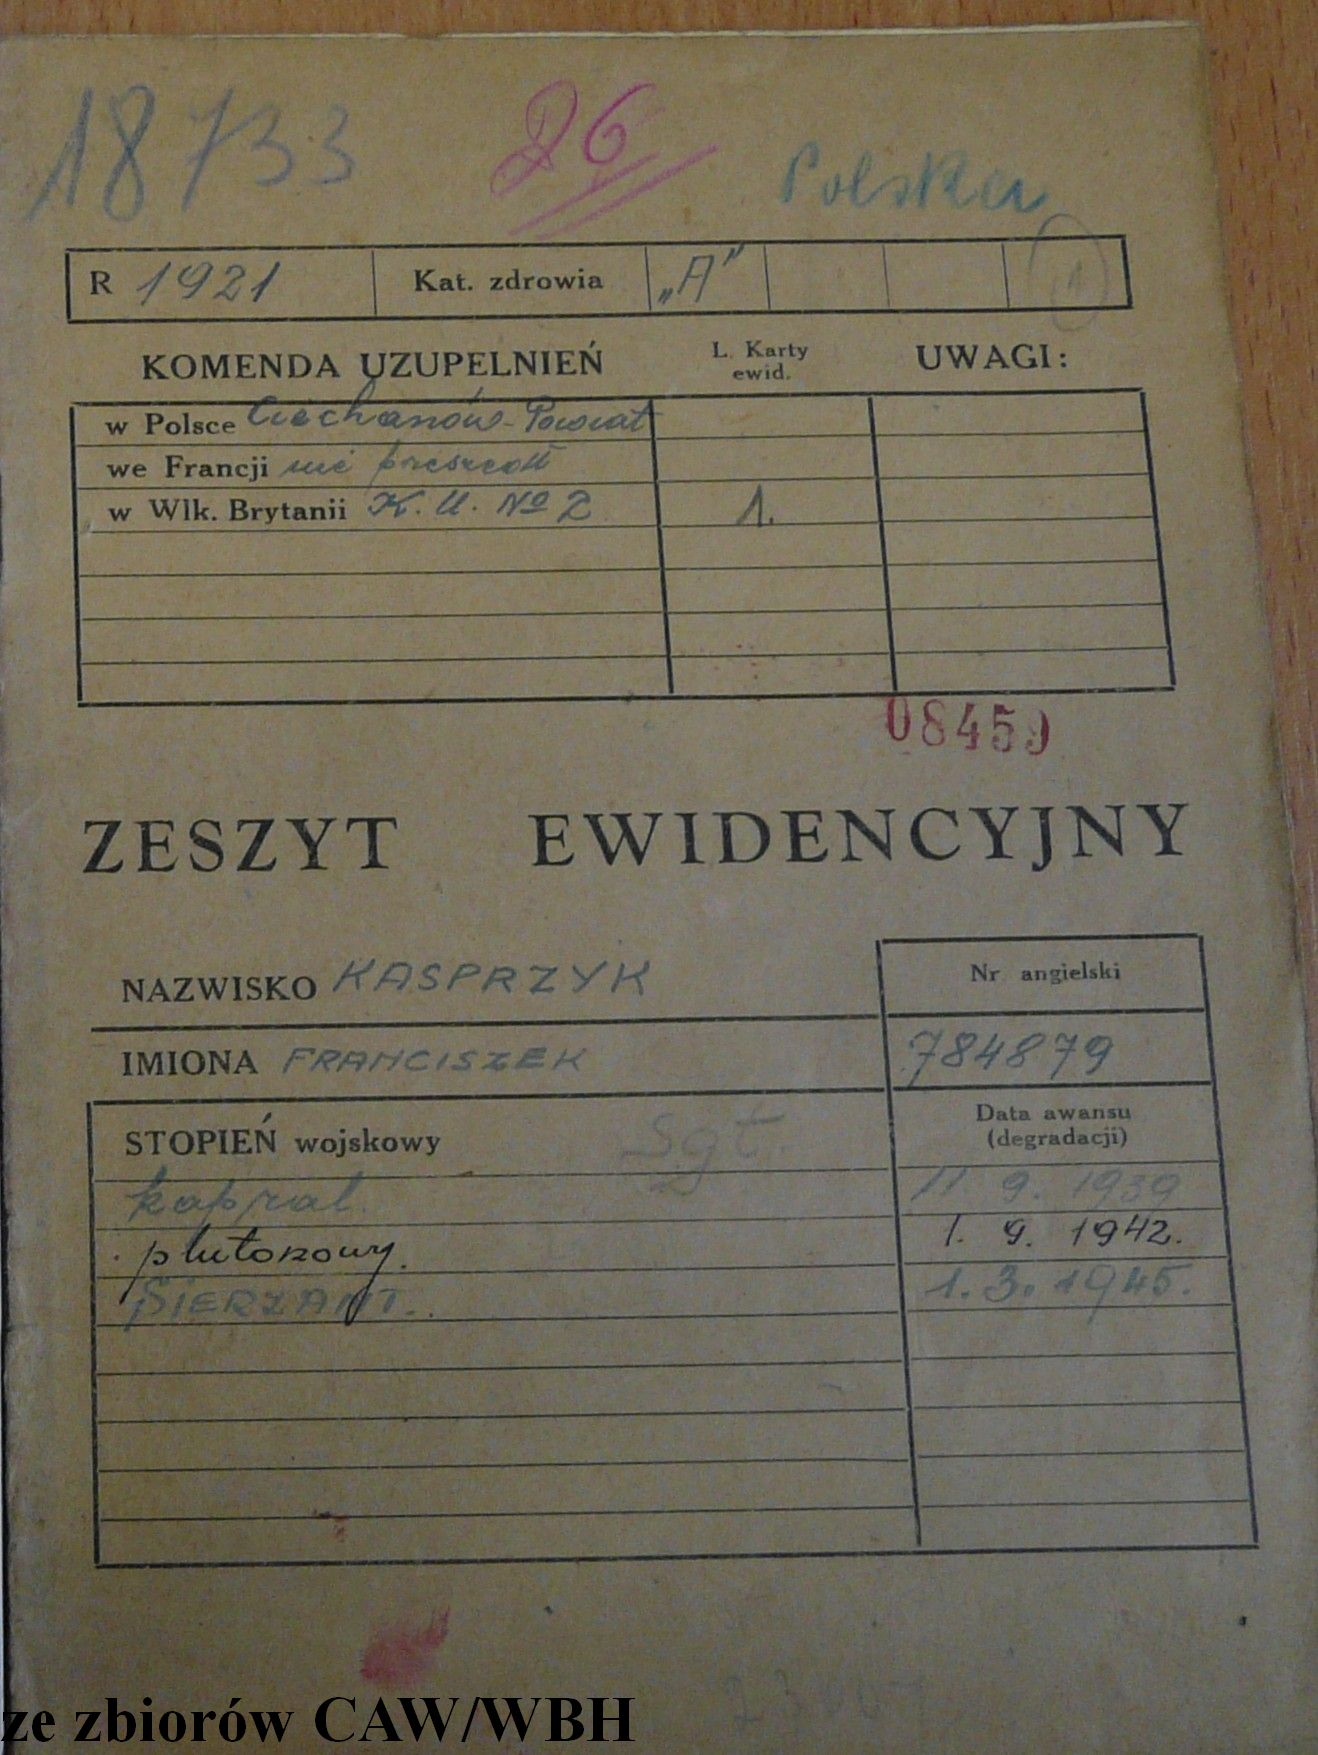 18733 26 Polska
R 1921 Kat. zdrowia „A” 1
KOMENDA UZUPEŁNIEŃ L. Karty ewid. UWAGI:
w Polsce Ciechanów-Powiat
we Francji nie przeszedł
w Wlk. Brytanii K. U. No 2 1.
08459
ZESZYT EWIDENCYJNY
NAZWISKO KASPRZYK Nr angielski
IMIONA FRANCISZEK 784879
STOPIEŃ wojskowy Sgt. Data awansu (degradacji)
kapral. 11. 9. 1939
plutonowy. 1. 9. 1942.
SIERŻANT. 1. 3. 1945.
ze zbiorów CAW/WBH